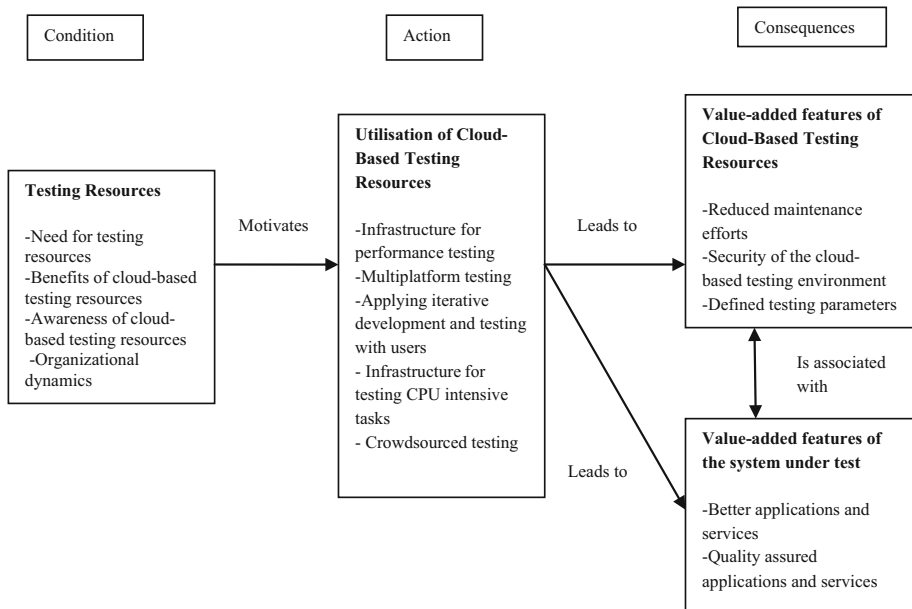 Condition
Action
Consequences
Testing Resources
-Need for testing
resources
-Benefits of cloud-based
testing resources
-Awareness of cloud-
based testing resources
-Organizational
dynamics
Motivates
Utilisation of Cloud-
Based Testing
Resources
-Infrastructure for
performance testing
-Multiplatform testing
-Applying iterative
development and testing
with users
- Infrastructure for
testing CPU intensive
tasks
- Crowdsourced testing
Leads to
Leads to
Value-added features of
Cloud-Based Testing
Resources
-Reduced maintenance
efforts
-Security of the cloud-
based testing environment
-Defined testing parameters
Is associated
with
Value-added features of
the system under test
-Better applications and
services
-Quality assured
applications and services